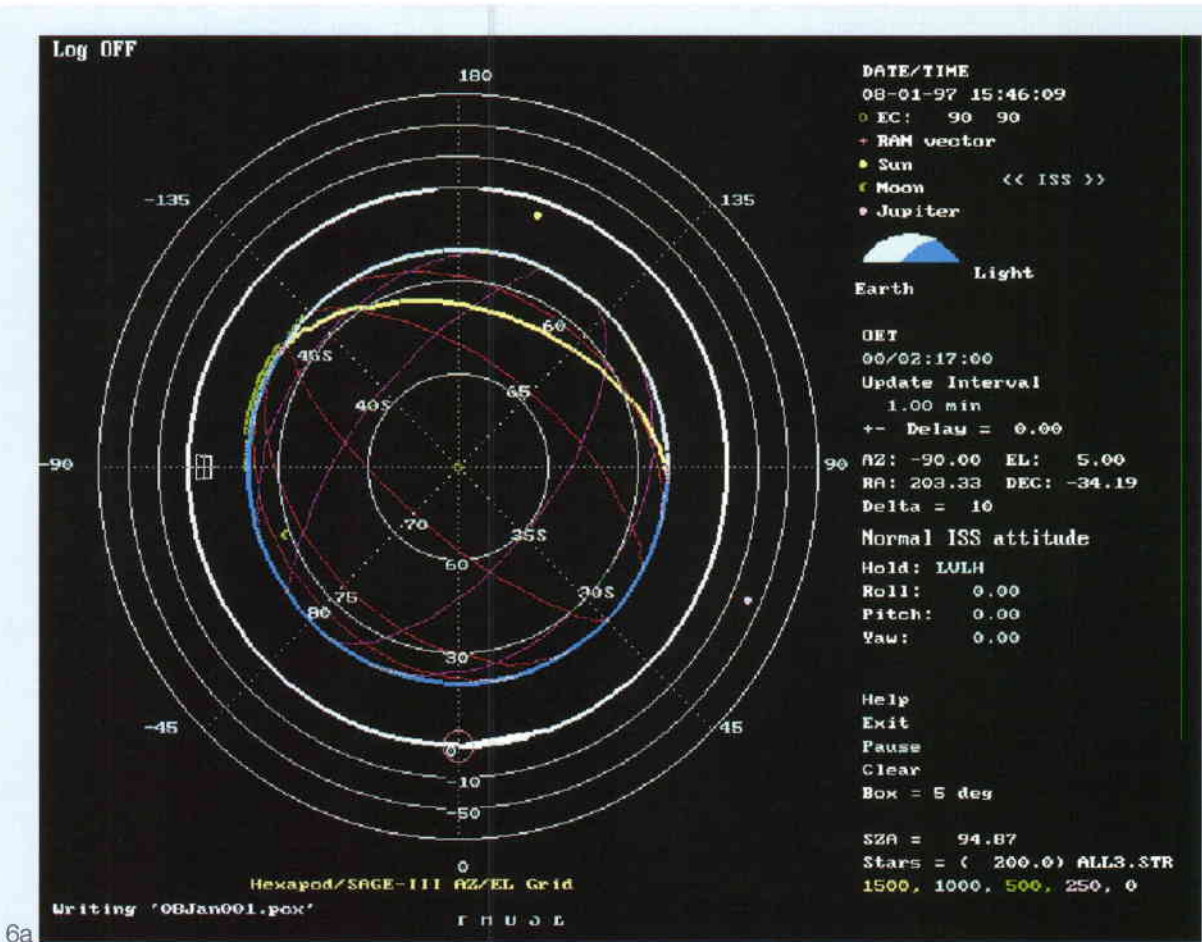 Log OFF
180
-135
135
-90
90
60
65
45S
40S
70
35S
60
75
30S
80
30
-45
45
0
-10
-50
0
Hexapod/SAGE-III AZ/EL Grid
DATE/TIME
08-01-97 15:46:09
EC: 90 90
+ RAM vector
Sun
Moon
<< ISS >>
Jupiter
Light
Earth
OET
00/02:17:00
Update Interval
1.00 min
+- Delay = 0.00
AZ: -90.00 EL: 5.00
RA: 203.33 DEC: -34.19
Delta = 10
Normal ISS attitude
Hold: LVLH
Roll: 0.00
Pitch: 0.00
Yaw: 0.00
Help
Exit
Pause
Clear
Box = 5 deg
SZA = 94.87
Stars = ( 200.0) ALL3.STR
1500, 1000, 500, 250, 0
Writing '08Jan001.pox'
6a